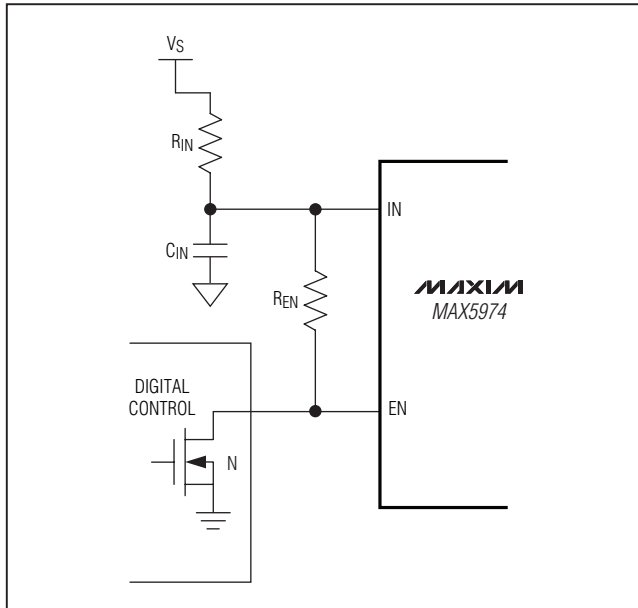 VS
RIN
IN
CIN
REN
MAXIM
MAX5974
DIGITAL
CONTROL
EN
N